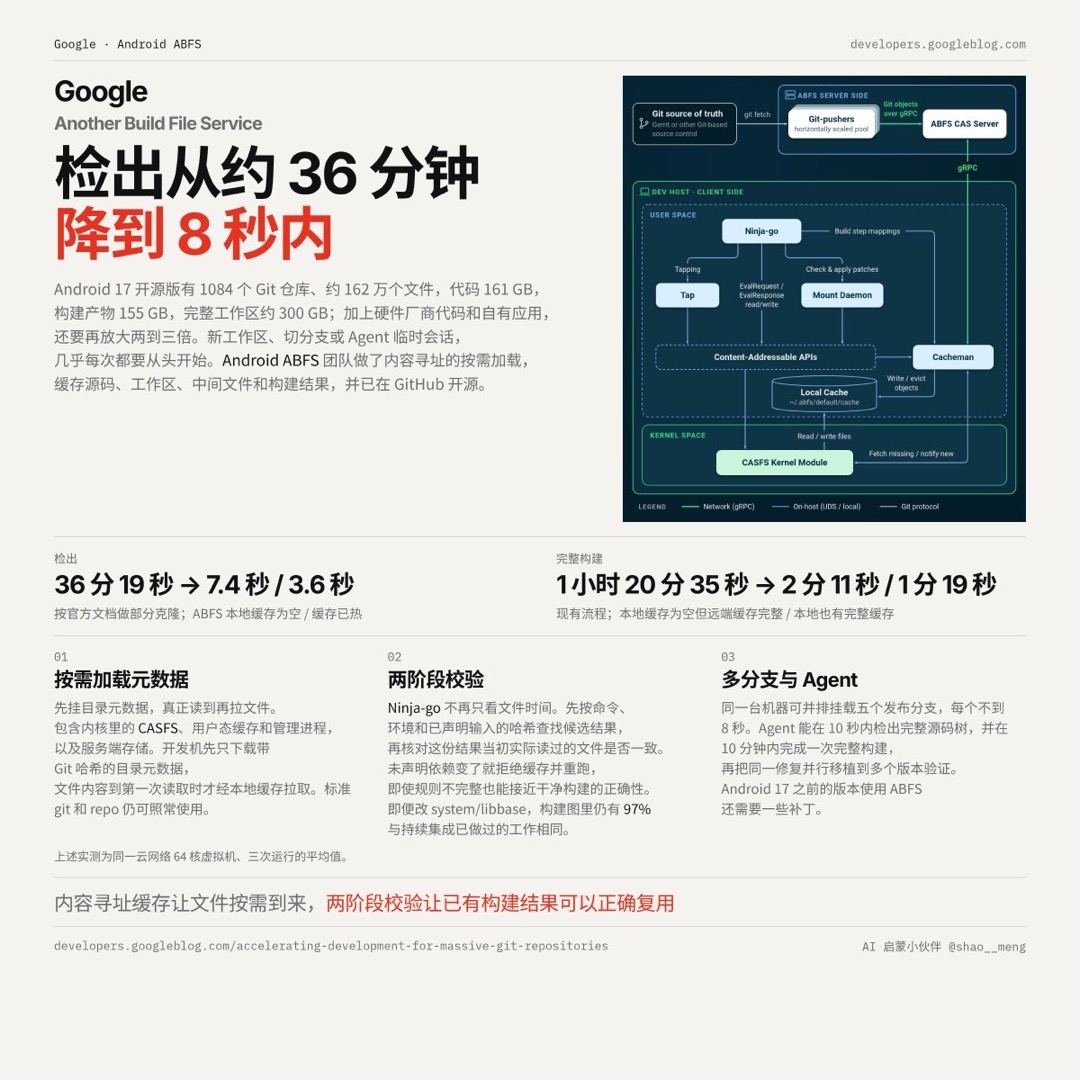 Google · Android ABFS
developers.googleblog.com
Google
Another Build File Service
检出从约 36 分钟
降到 8 秒内
Android 17 开源版有 1084 个 Git 仓库、约 162 万个文件，代码 161 GB，
构建产物 155 GB，完整工作区约 300 GB；加上硬件厂商代码和自有应用，
还要再放大两到三倍。新工作区、切分支或 Agent 临时会话，
几乎每次都要从头开始。Android ABFS 团队做了内容寻址的按需加载，
缓存源码、工作区、中间文件和构建结果，并已在 GitHub 开源。
ABFS SERVER SIDE
Git source of truth
Gerrit or other Git-based
source control
git fetch
Git-pushers
horizontally scaled pool
Git objects
over gRPC
ABFS CAS Server
gRPC
DEV HOST · CLIENT SIDE
USER SPACE
Ninja-go
Build step mappings
Tapping
EvalRequest /
EvalResponse
read/write
Check & apply patches
Tap
Mount Daemon
Content-Addressable APIs
Cacheman
Local Cache
~/.abfs/default/cache
Write / evict
objects
KERNEL SPACE
Read / write files
CASFS Kernel Module
Fetch missing / notify new
LEGEND
Network (gRPC)
On-host (UDS / local)
Git protocol
检出
36 分 19 秒 → 7.4 秒 / 3.6 秒
按官方文档做部分克隆；ABFS 本地缓存为空 / 缓存已热
完整构建
1 小时 20 分 35 秒 → 2 分 11 秒 / 1 分 19 秒
现有流程；本地缓存为空但远端缓存完整 / 本地也有完整缓存
01
按需加载元数据
先挂目录元数据，真正读到再拉文件。
包含内核里的 CASFS、用户态缓存和管理进程，
以及服务端存储。开发机先只下载带
Git 哈希的目录元数据，
文件内容到第一次读取时才经本地缓存拉取。标准
git 和 repo 仍可照常使用。
02
两阶段校验
Ninja-go 不再只看文件时间。先按命令、
环境和已声明输入的哈希查找候选结果，
再核对这份结果当初实际读过的文件是否一致。
未声明依赖变了就拒绝缓存并重跑，
即使规则不完整也能接近干净构建的正确性。
即便改 system/libbase，构建图里仍有 97%
与持续集成已做过的工作相同。
03
多分支与 Agent
同一台机器可并排挂载五个发布分支，每个不到
8 秒。Agent 能在 10 秒内检出完整源码树，并在
10 分钟内完成一次完整构建，
再把同一修复并行移植到多个版本验证。
Android 17 之前的版本使用 ABFS
还需要一些补丁。
上述实测为同一云网络 64 核虚拟机、三次运行的平均值。
内容寻址缓存让文件按需到来，两阶段校验让已有构建结果可以正确复用
developers.googleblog.com/accelerating-development-for-massive-git-repositories
AI 启蒙小伙伴 @shao__meng